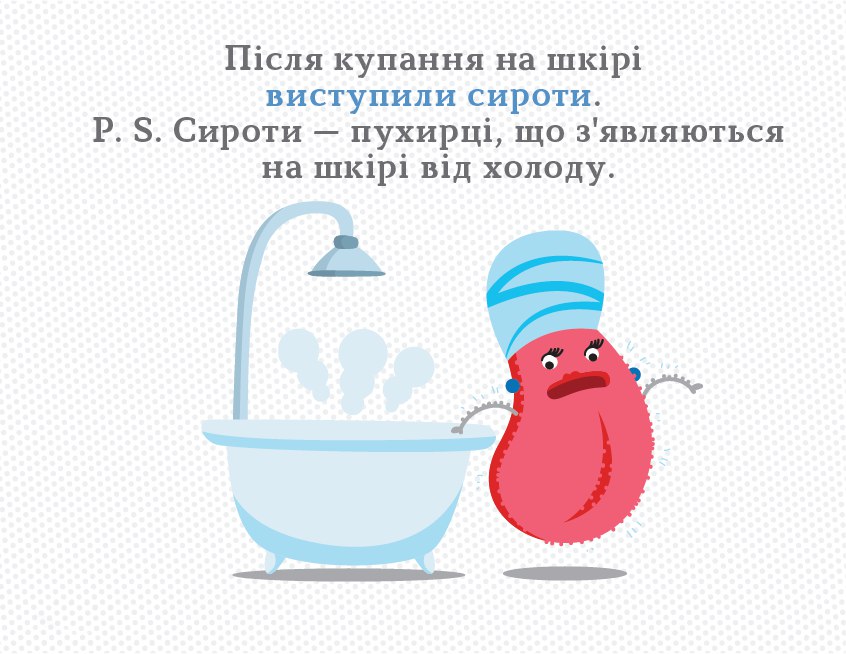 Після купання на шкірі
виступили сироти.
P. S. Сироти — пухирці, що з'являються
на шкірі від холоду.